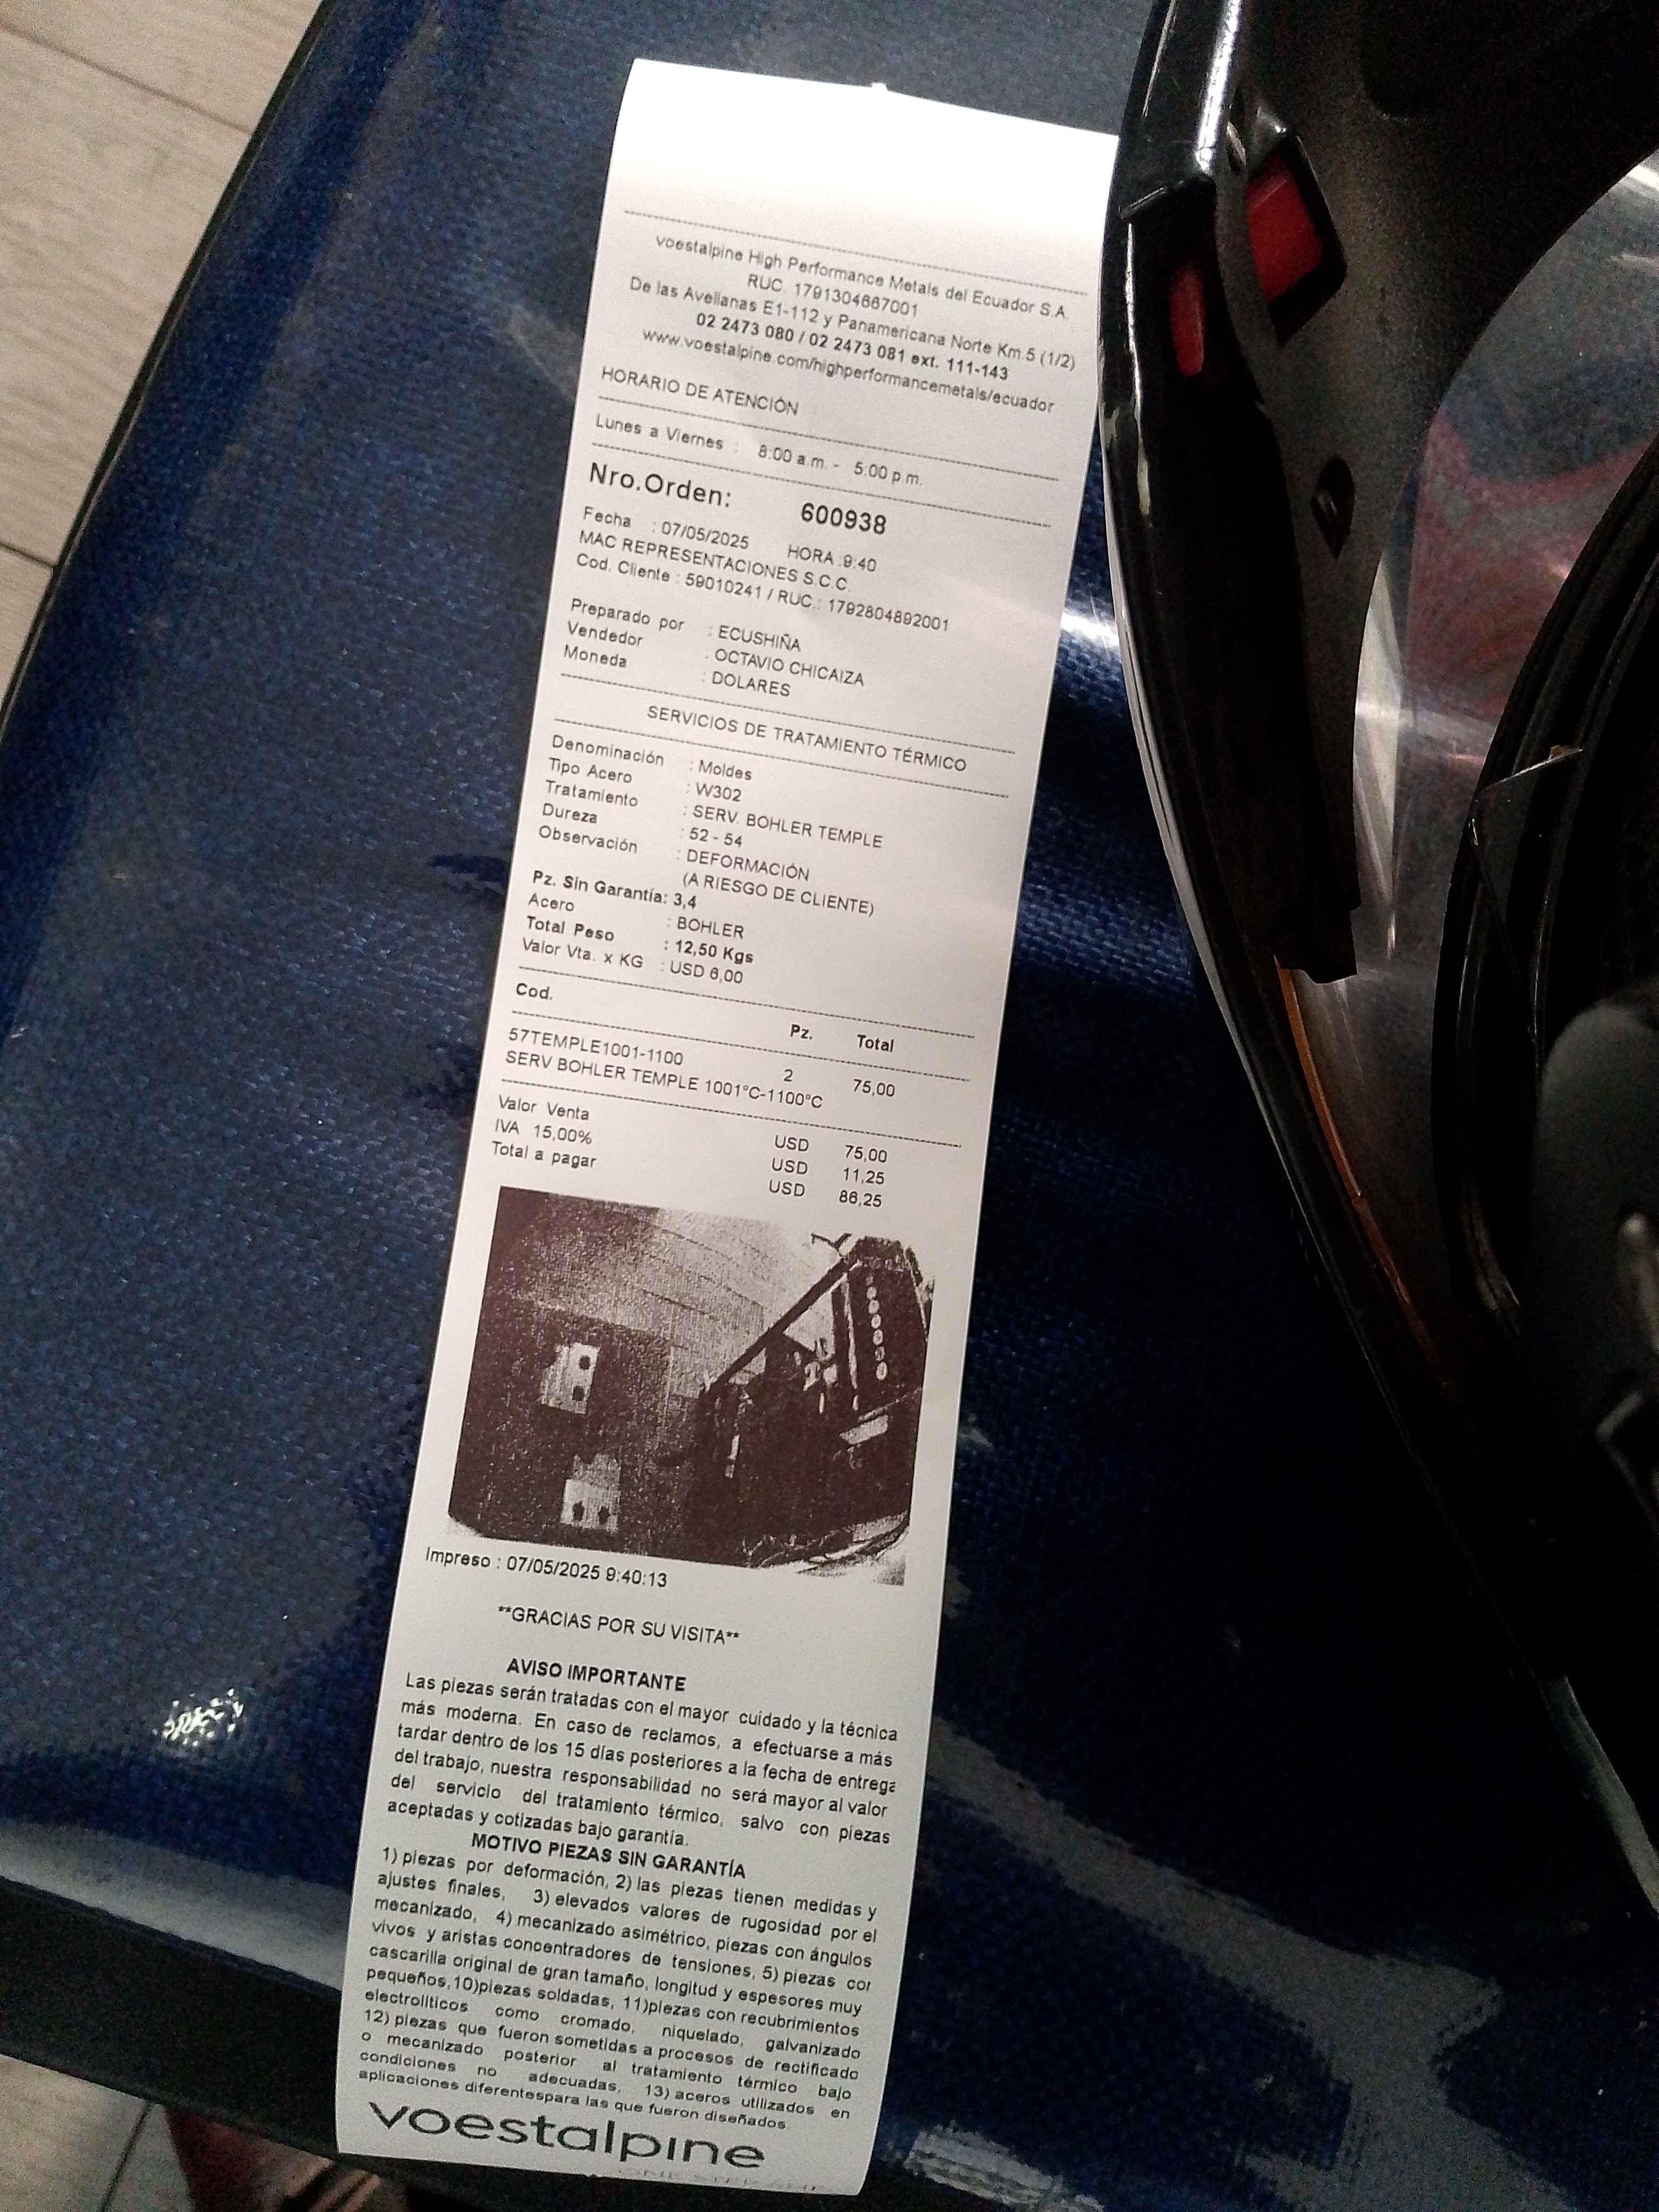 voestalpine High Performance Metals del Ecuador S.A.
RUC. 1791304667001
De las Avellanas E1-112 y Panamericana Norte Km.5 (1/2)
02 2473 080 / 02 2473 081 ext. 111-143
www.voestalpine.com/highperformancemetals/ecuador
HORARIO DE ATENCIÓN
Lunes a Viernes : 8:00 a.m. - 5:00 p.m.
Nro.Orden: 600938
Fecha : 07/05/2025 HORA :9:40
MAC REPRESENTACIONES S.C.C.
Cod. Cliente : 59010241 / RUC.: 1792804892001
Preparado por : ECUSHIÑA
Vendedor : OCTAVIO CHICAIZA
Moneda : DOLARES
SERVICIOS DE TRATAMIENTO TÉRMICO
Denominación : Moldes
Tipo Acero : W302
Tratamiento : SERV. BOHLER TEMPLE
Dureza : 52 - 54
Observación : DEFORMACIÓN
(A RIESGO DE CLIENTE)
Pz. Sin Garantía: 3,4
Acero : BOHLER
Total Peso : 12,50 Kgs
Valor Vta. x KG : USD 6,00
Cod. Pz. Total
57TEMPLE1001-1100 2 75,00
SERV BOHLER TEMPLE 1001°C-1100°C
Valor Venta USD 75,00
IVA 15,00% USD 11,25
Total a pagar USD 86,25
Impreso : 07/05/2025 9:40:13
**GRACIAS POR SU VISITA**
AVISO IMPORTANTE
Las piezas serán tratadas con el mayor cuidado y la técnica
más moderna. En caso de reclamos, a efectuarse a más
tardar dentro de los 15 días posteriores a la fecha de entrega
del trabajo, nuestra responsabilidad no será mayor al valor
del servicio del tratamiento térmico, salvo con piezas
aceptadas y cotizadas bajo garantía.
MOTIVO PIEZAS SIN GARANTÍA
1) piezas por deformación, 2) las piezas tienen medidas y
ajustes finales, 3) elevados valores de rugosidad por el
mecanizado, 4) mecanizado asimétrico, piezas con ángulos
vivos y aristas concentradores de tensiones, 5) piezas cor
cascarilla original de gran tamaño, longitud y espesores muy
pequeños,10)piezas soldadas, 11)piezas con recubrimientos
electrolíticos como cromado, niquelado, galvanizado
12) piezas que fueron sometidas a procesos de rectificado
o mecanizado posterior al tratamiento térmico bajo
condiciones no adecuadas, 13) aceros utilizados en
aplicaciones diferentespara las que fueron diseñados.
voestalpine